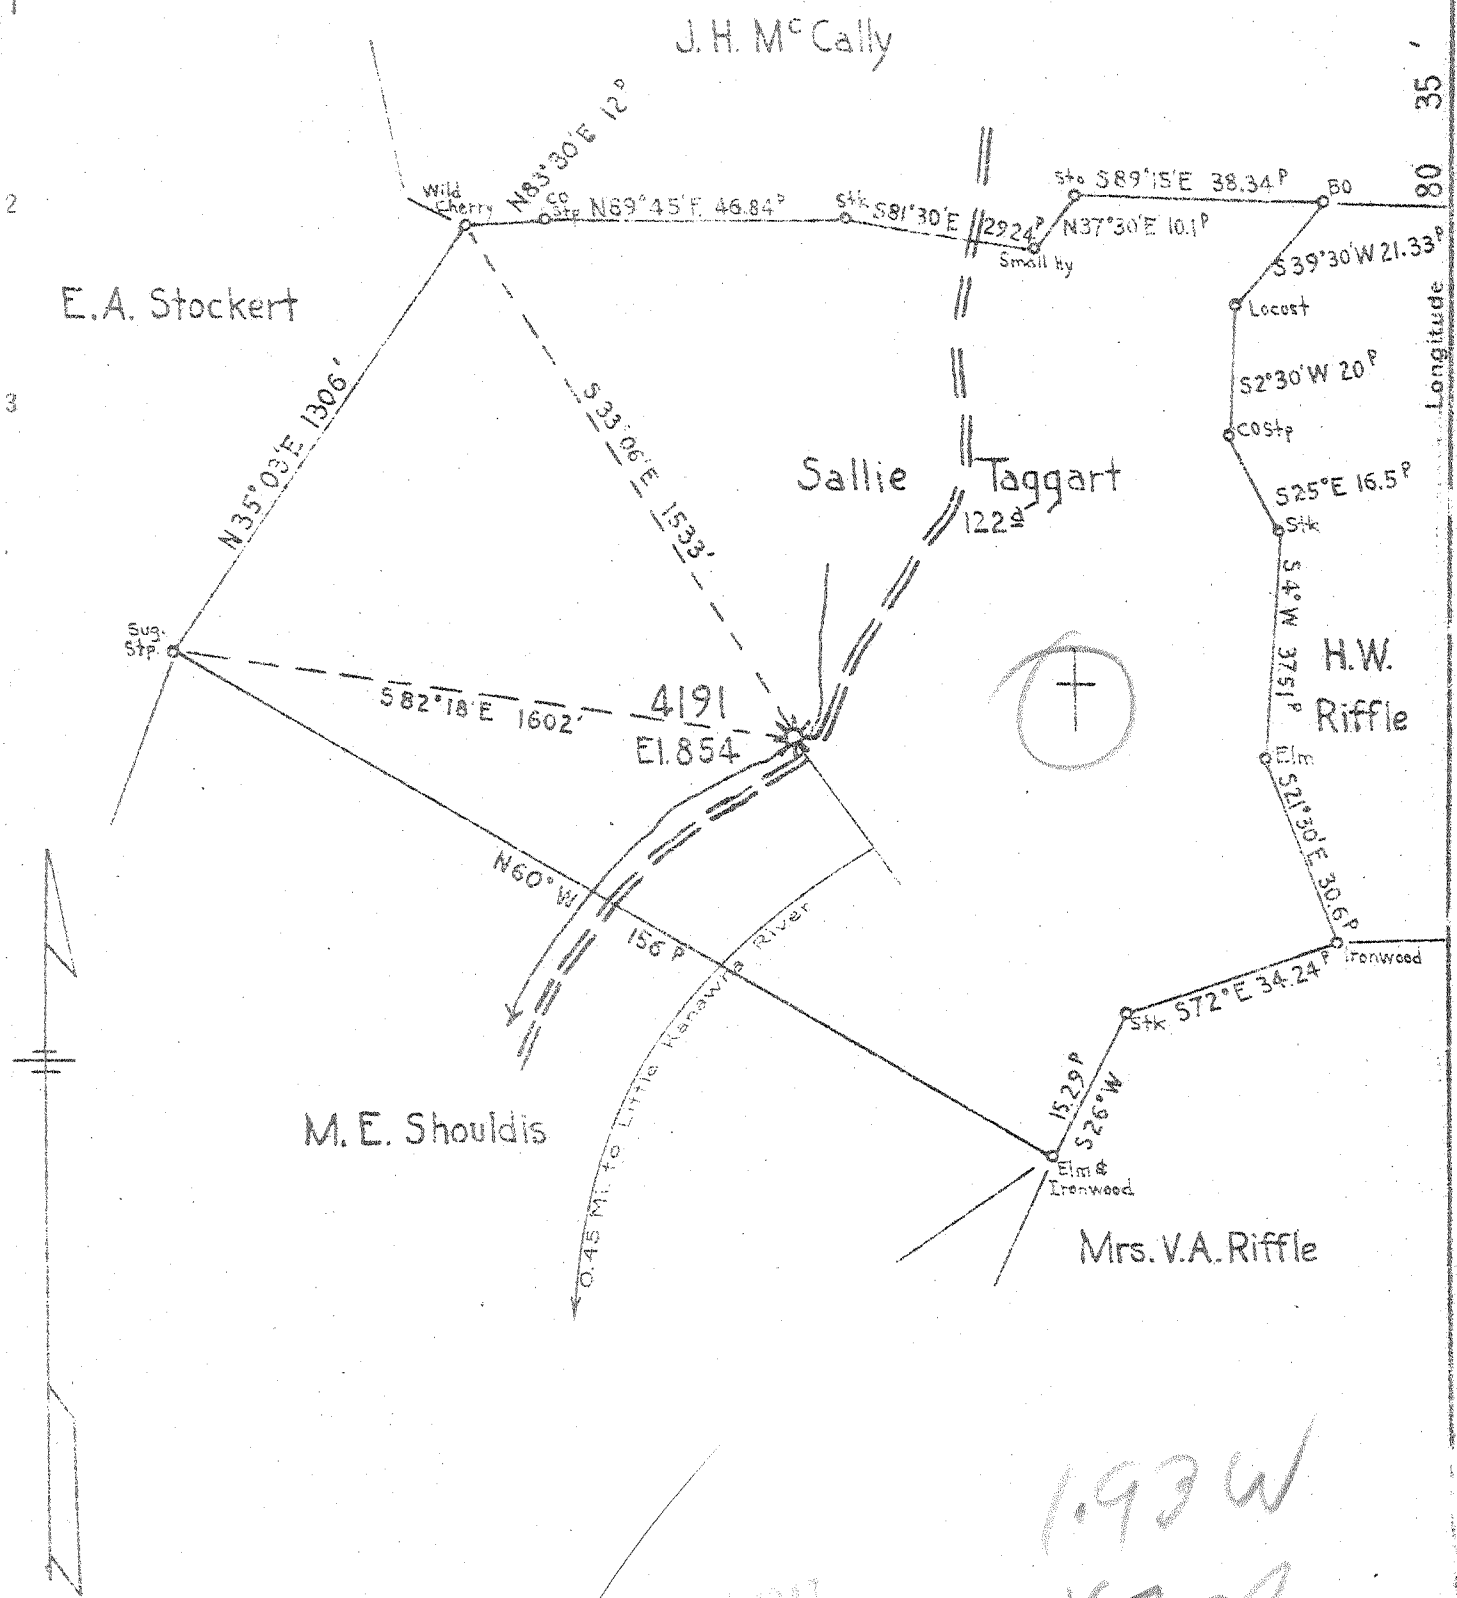 J. H. McCally
35'
80
Longitude
2
3
Wild
Cherry
N83°30'E 12P
CO
Stp
N89°45'E 46.84P
Stk
S81°30'E 29.24P
Small Hy
Sto
S89°15'E 38.34P
N37°30'E 10.1P
BO
S39°30'W 21.33P
Locust
S2°30'W 20P
CO Stp
S25°E 16.5P
Stk
S4°W 37.51P
E.A. Stockert
N35°03'E 1306'
S33°06'E 1533'
Sallie Taggart
122a
H.W.
Riffle
Sug.
Stp.
S82°18'E 1602'
4191
El. 854
Elm
S21°30'E 30.6P
Ironwood
N60°W 156P
S72°E 34.24P
Stk
15.29P
S26°W
0.45 Mi. to Little Kanawha River
M. E. Shouldis
Elm &
Ironwood
Mrs. V.A. Riffle
1.93 W